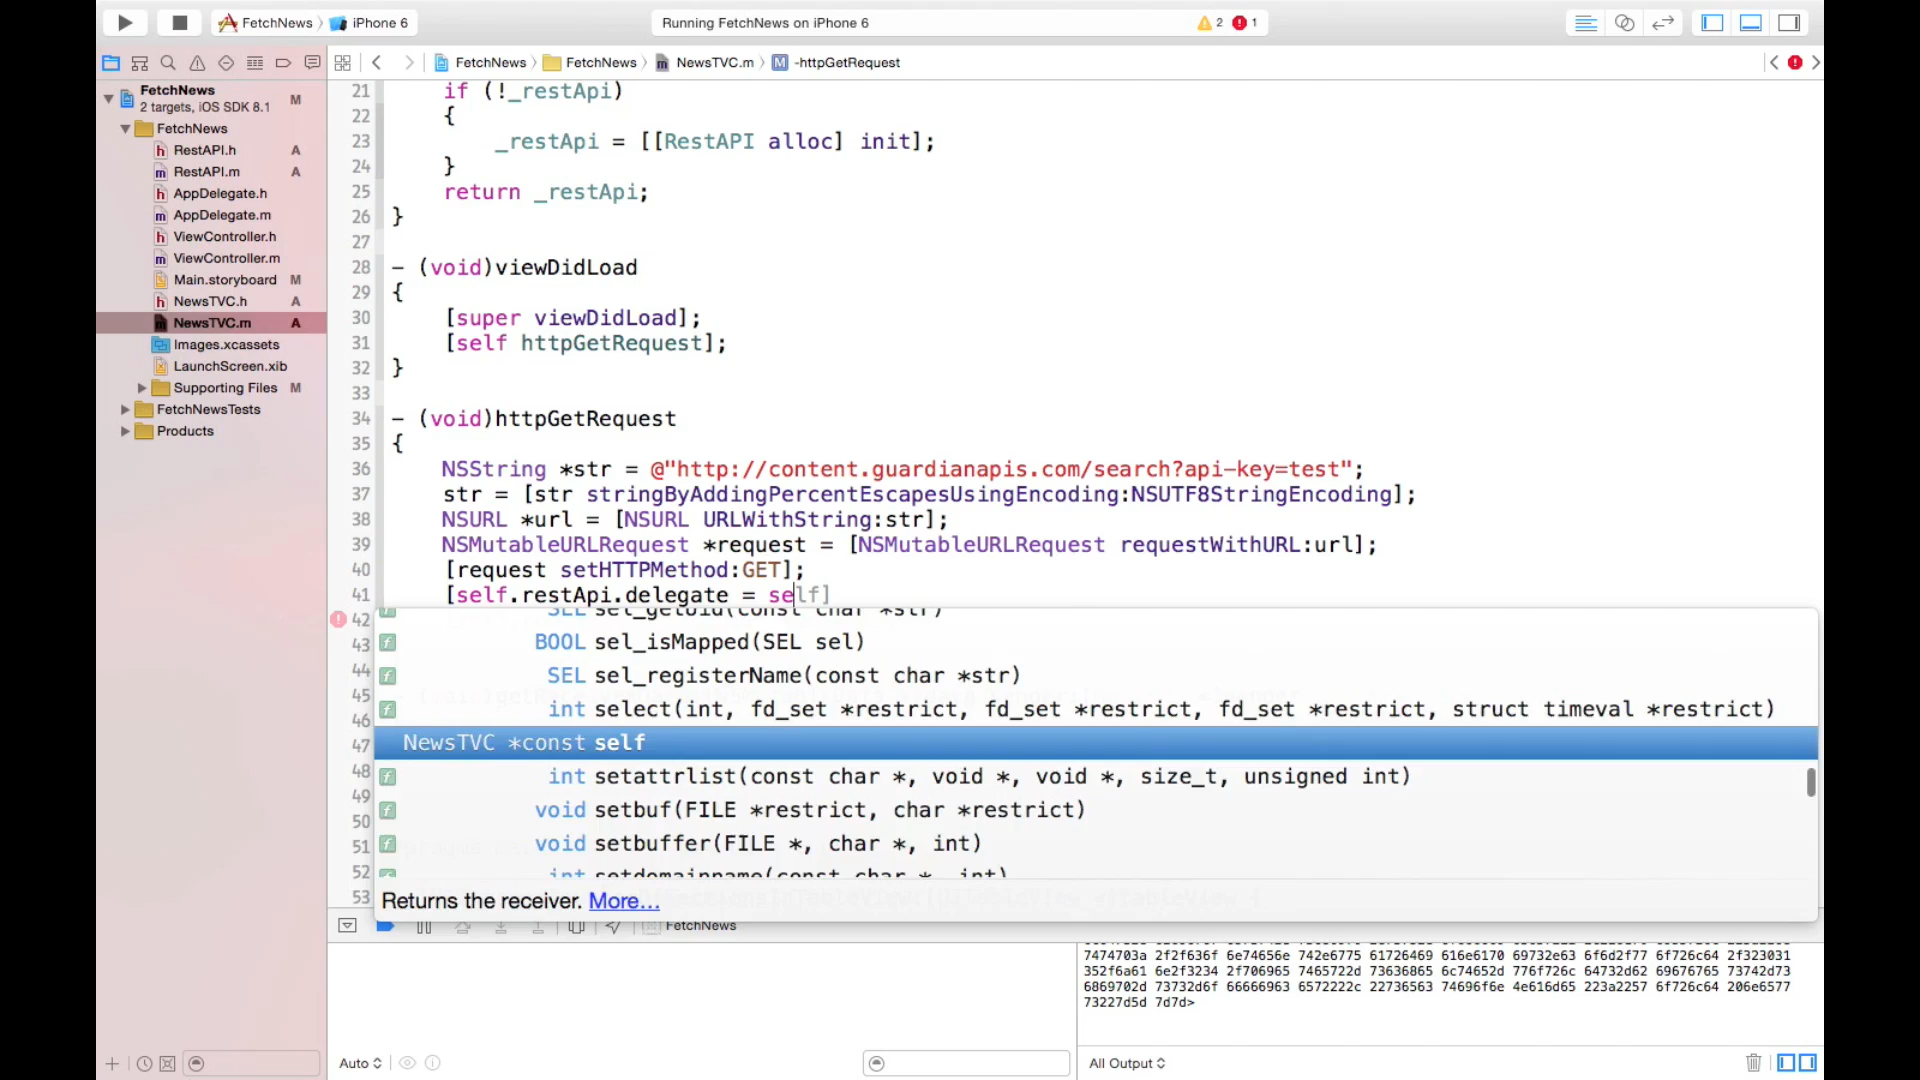 FetchNews 〉 iPhone 6
Running FetchNews on iPhone 6
2 1
FetchNews 〉 FetchNews 〉 NewsTVC.m 〉 M -httpGetRequest
FetchNews
2 targets, iOS SDK 8.1 M
FetchNews
RestAPI.h A
RestAPI.m A
AppDelegate.h
AppDelegate.m
ViewController.h
ViewController.m
Main.storyboard M
NewsTVC.h A
NewsTVC.m A
Images.xcassets
LaunchScreen.xib
Supporting Files M
FetchNewsTests
Products
21 if (!_restApi)
22 {
23 _restApi = [[RestAPI alloc] init];
24 }
25 return _restApi;
26 }
27
28 - (void)viewDidLoad
29 {
30 [super viewDidLoad];
31 [self httpGetRequest];
32 }
33
34 - (void)httpGetRequest
35 {
36 NSString *str = @"http://content.guardianapis.com/search?api-key=test";
37 str = [str stringByAddingPercentEscapesUsingEncoding:NSUTF8StringEncoding];
38 NSURL *url = [NSURL URLWithString:str];
39 NSMutableURLRequest *request = [NSMutableURLRequest requestWithURL:url];
40 [request setHTTPMethod:GET];
41 [self.restApi.delegate = self]
42
43
44
45
46
47
48
49
50
51
52
53
SEL sel_getUid(const char *str)
BOOL sel_isMapped(SEL sel)
SEL sel_registerName(const char *str)
int select(int, fd_set *restrict, fd_set *restrict, fd_set *restrict, struct timeval *restrict)
NewsTVC *const self
int setattrlist(const char *, void *, void *, size_t, unsigned int)
void setbuf(FILE *restrict, char *restrict)
void setbuffer(FILE *, char *, int)
int setdomainname(const char *, int)
Returns the receiver. More...
FetchNews
7474703a 2f2f636f 6e74656e 742e6775 61726469 616e6170 69732e63 6f6d2f77 6f726c64 2f323031
352f6a61 6e2f3234 2f706965 7465722d 73636865 6c74652d 776f726c 64732d62 69676765 73742d73
6869702d 73732d6f 66666963 6572222c 22736563 74696f6e 4e616d65 223a2257 6f726c64 206e6577
73227d5d 7d7d>
Auto
All Output